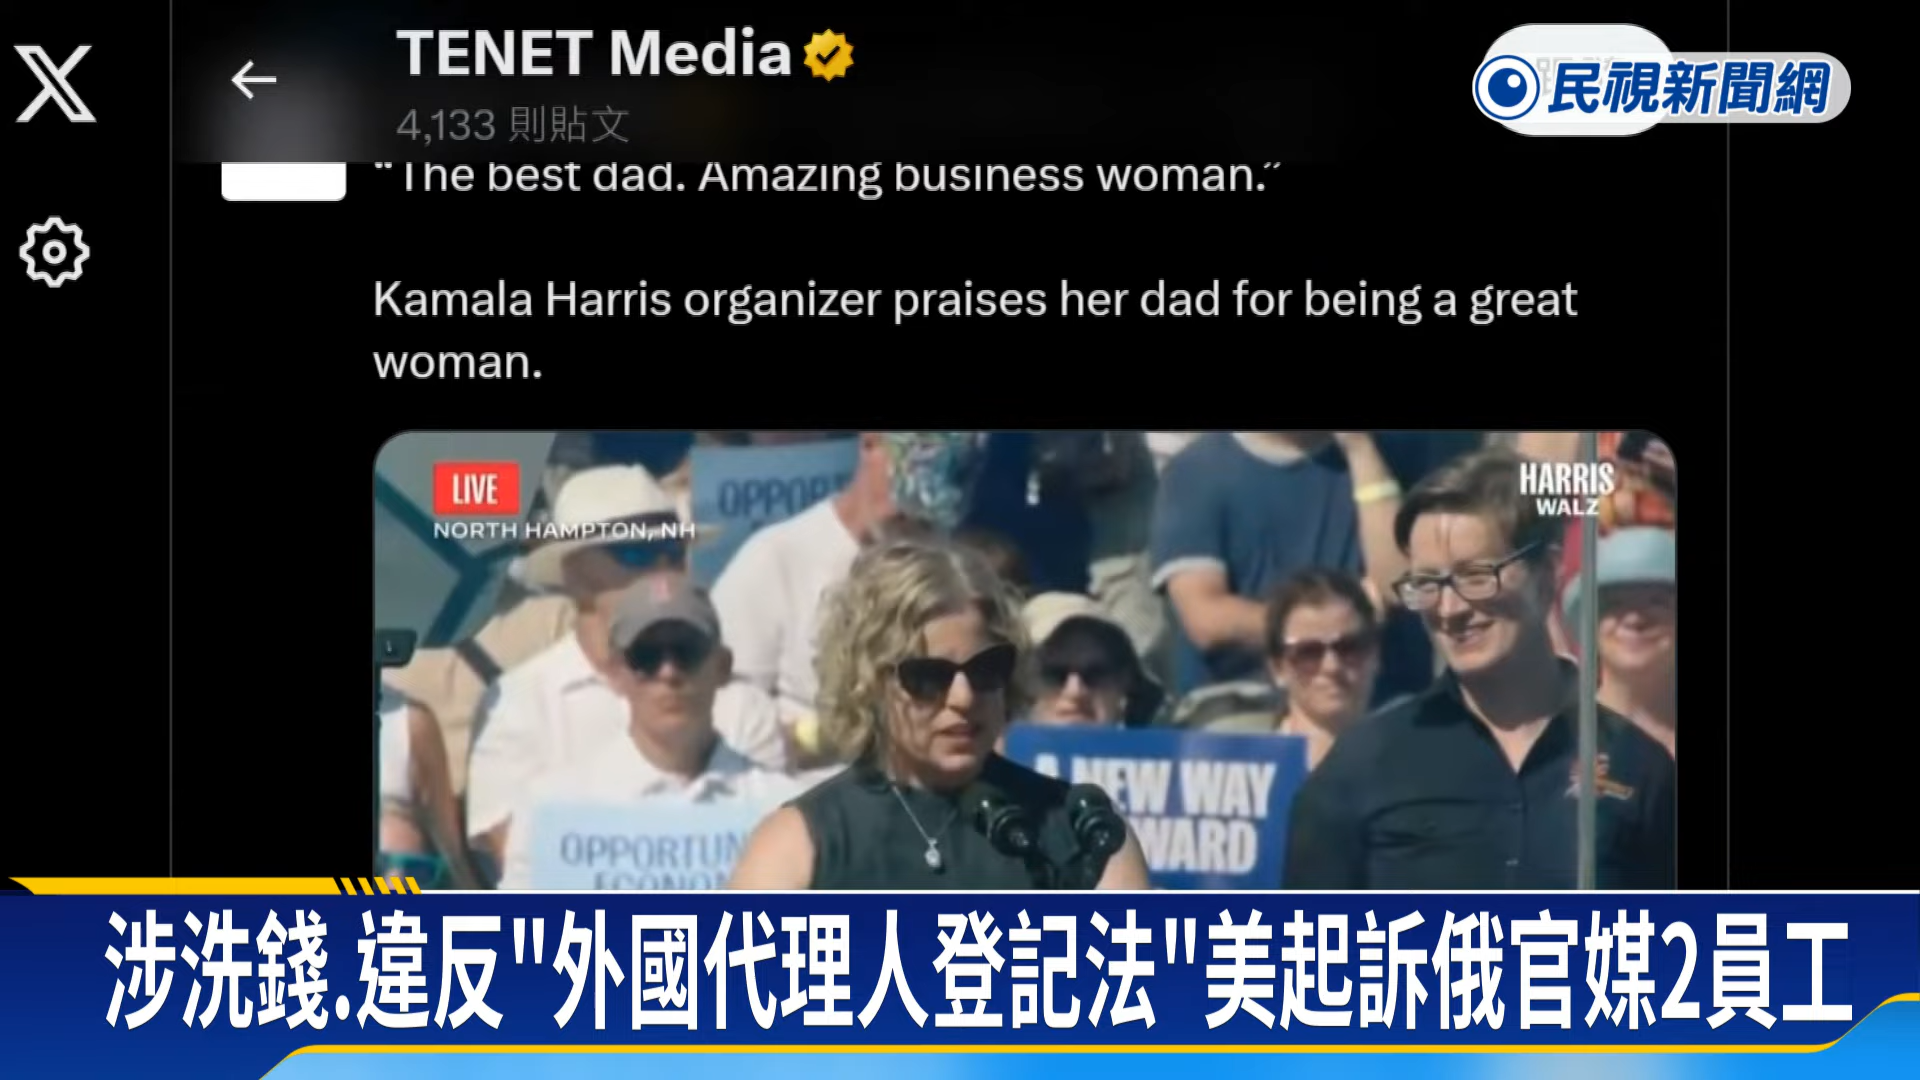 TENET Media
4,133 則貼文
民視新聞網
“The best dad. Amazing business woman.”
Kamala Harris organizer praises her dad for being a great
woman.
LIVE
NORTH HAMPTON, NH
HARRIS
WALZ
OPPOR
A NEW WAY
WARD
OPPORTUN
ECONOM
涉洗錢.違反"外國代理人登記法"美起訴俄官媒2員工